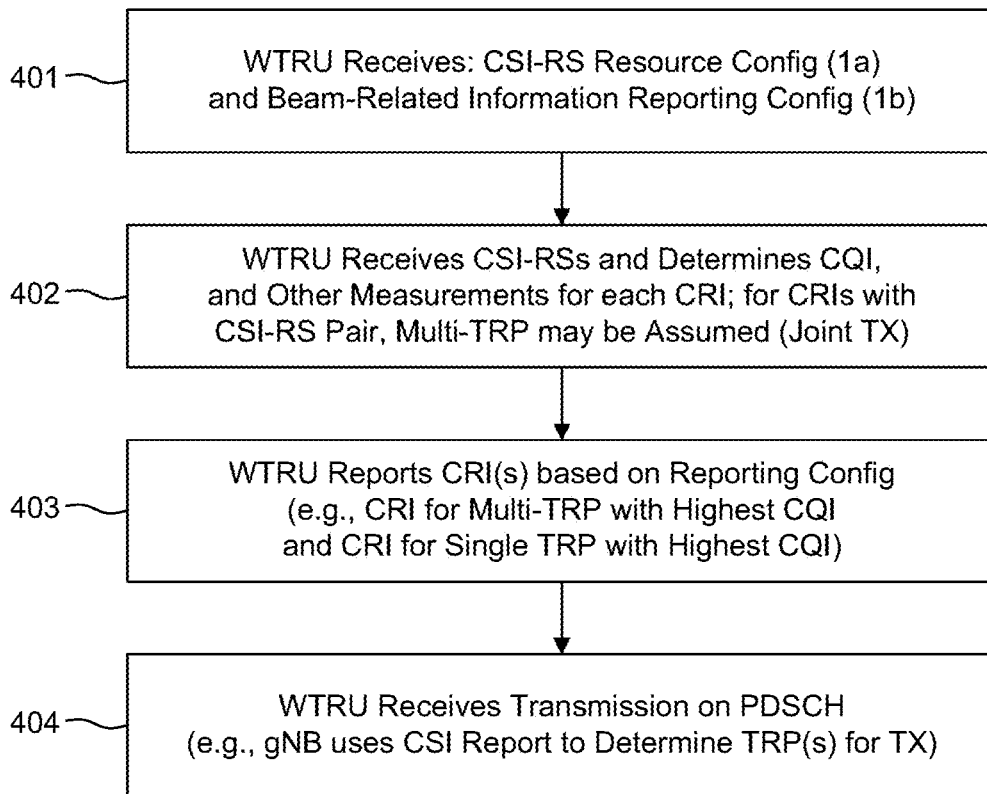 401
WTRU Receives: CSI-RS Resource Config (1a)
and Beam-Related Information Reporting Config (1b)
402
WTRU Receives CSI-RSs and Determines CQI,
and Other Measurements for each CRI; for CRIs with
CSI-RS Pair, Multi-TRP may be Assumed (Joint TX)
403
WTRU Reports CRI(s) based on Reporting Config
(e.g., CRI for Multi-TRP with Highest CQI
and CRI for Single TRP with Highest CQI)
404
WTRU Receives Transmission on PDSCH
(e.g., gNB uses CSI Report to Determine TRP(s) for TX)